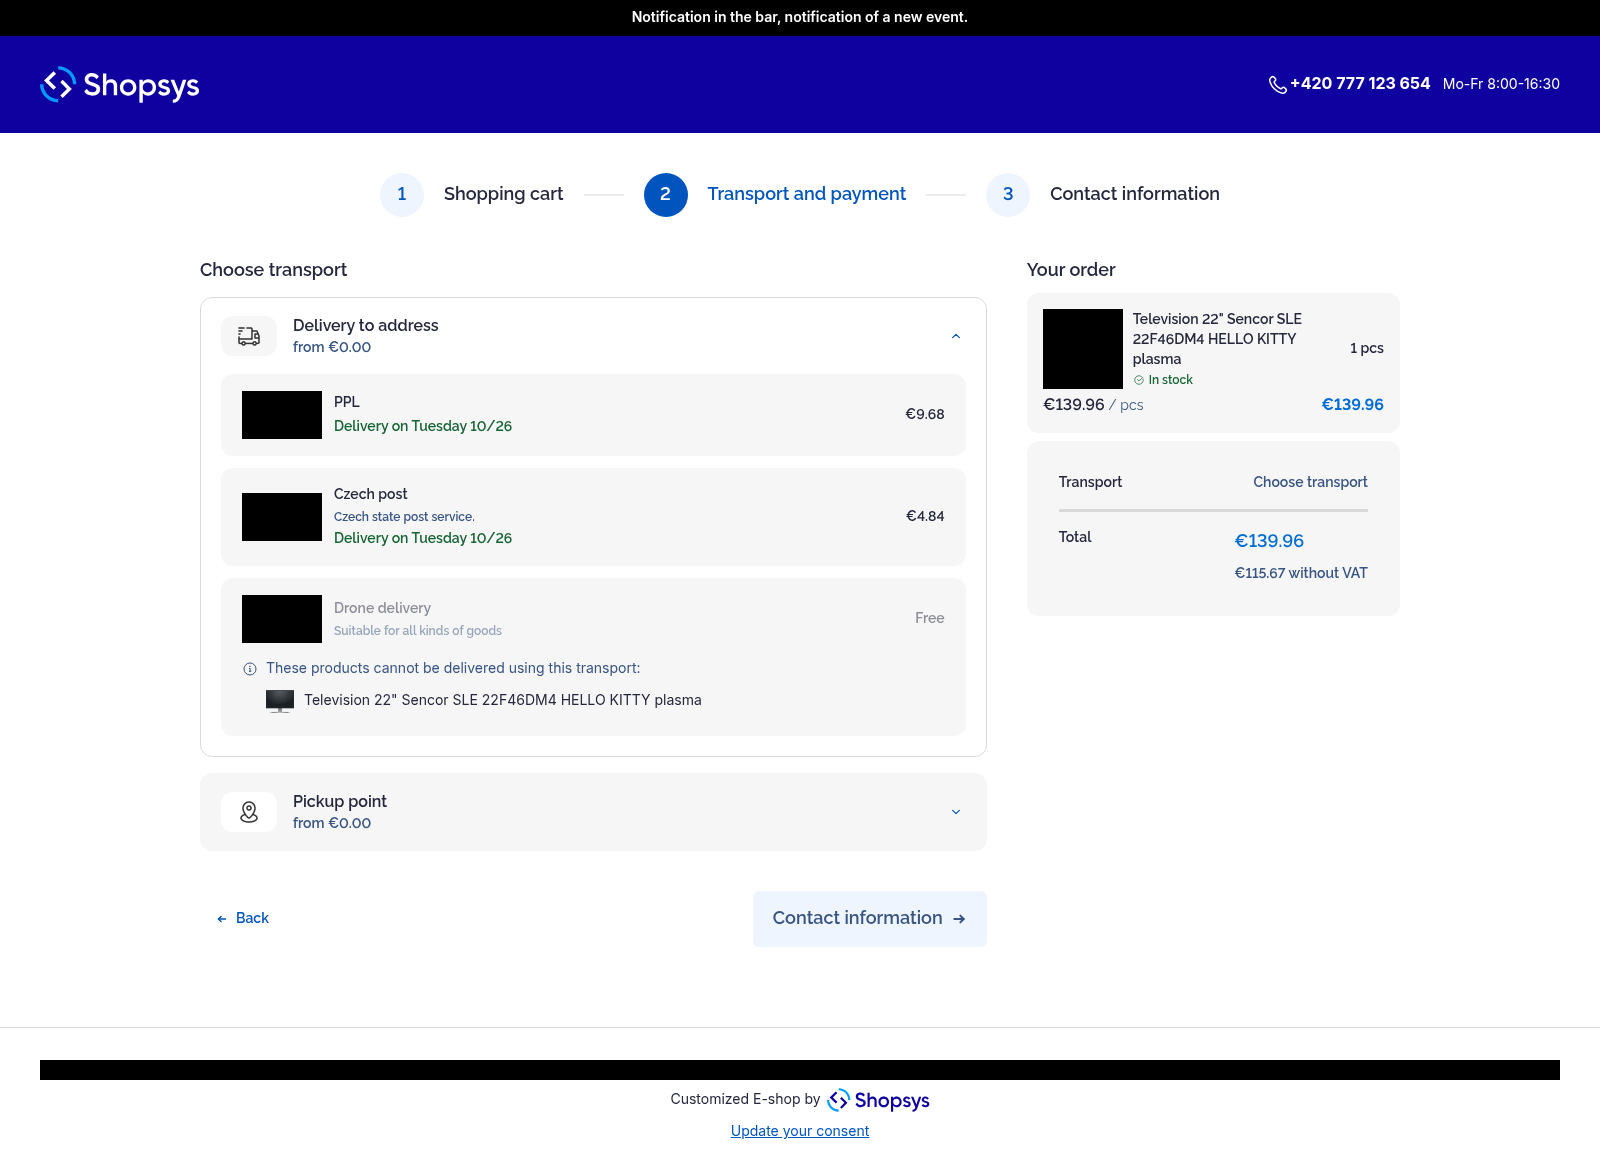 Notification in the bar, notification of a new event.
Shopsys
+420 777 123 654 Mo-Fr 8:00-16:30
1 Shopping cart 2 Transport and payment 3 Contact information
Choose transport
Delivery to address
from €0.00
PPL
Delivery on Tuesday 10/26
€9.68
Czech post
Czech state post service.
Delivery on Tuesday 10/26
€4.84
Drone delivery
Suitable for all kinds of goods
Free
These products cannot be delivered using this transport:
Television 22" Sencor SLE 22F46DM4 HELLO KITTY plasma
Pickup point
from €0.00
Back
Contact information
Your order
Television 22" Sencor SLE
22F46DM4 HELLO KITTY
plasma
In stock
1 pcs
€139.96 / pcs €139.96
Transport Choose transport
Total €139.96
€115.67 without VAT
Customized E-shop by Shopsys
Update your consent